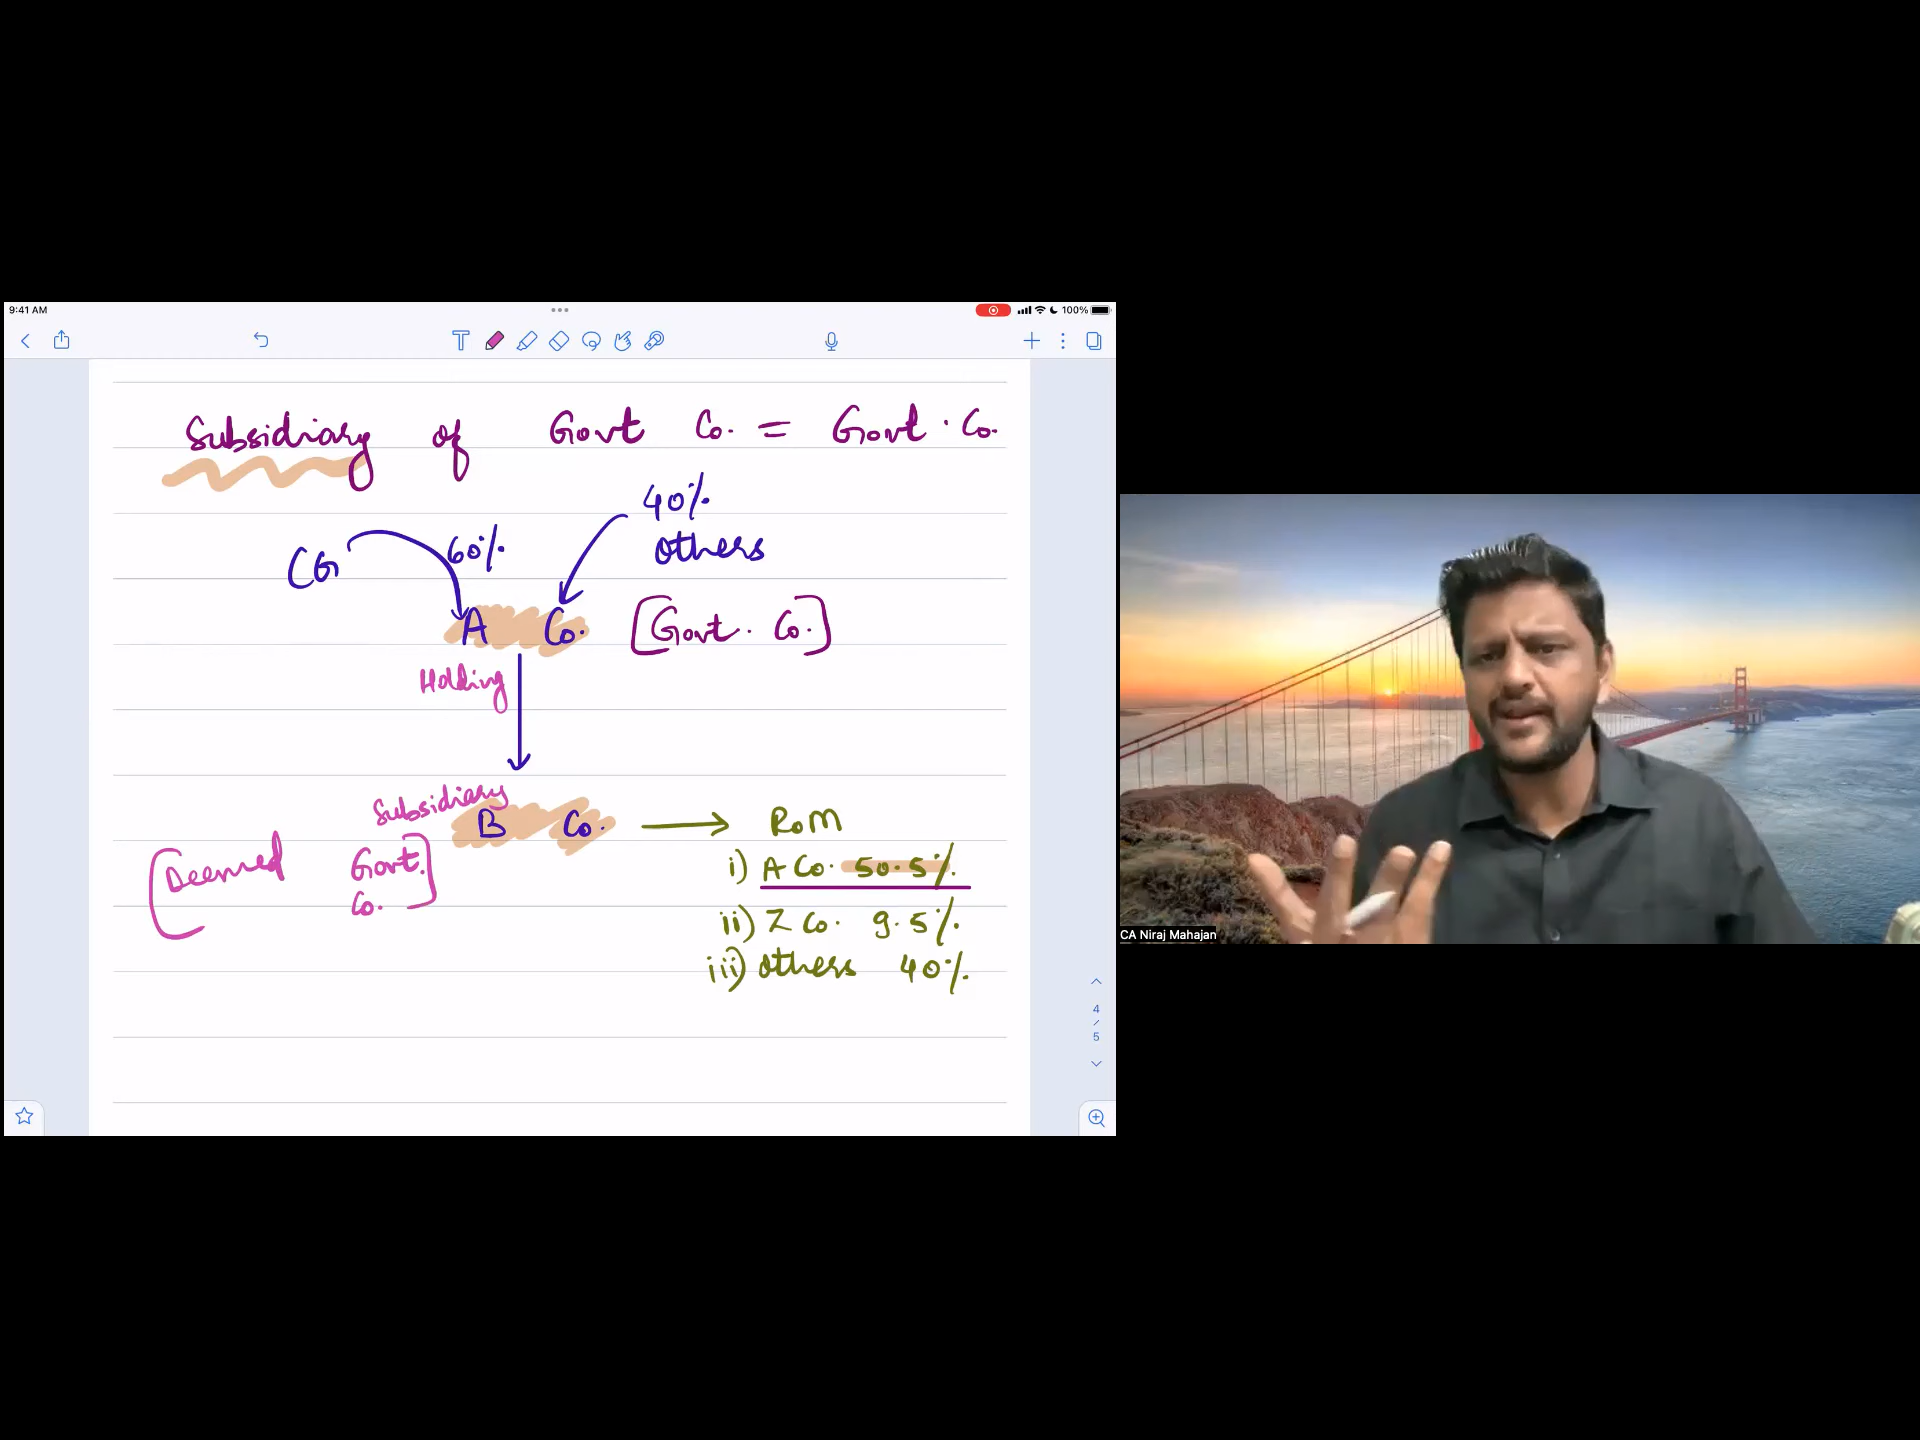 9:41 AM
100%
Subsidiary of Govt Co. = Govt. Co.
40%
CG 60% others
A Co. [Govt. Co.]
Holding
Subsidiary
B Co. → RoM
[Deemed Govt. Co.]
i) A Co. 50.5%.
ii) Z Co. 9.5%.
iii) others 40%.
4
/
5
CA Niraj Mahajan